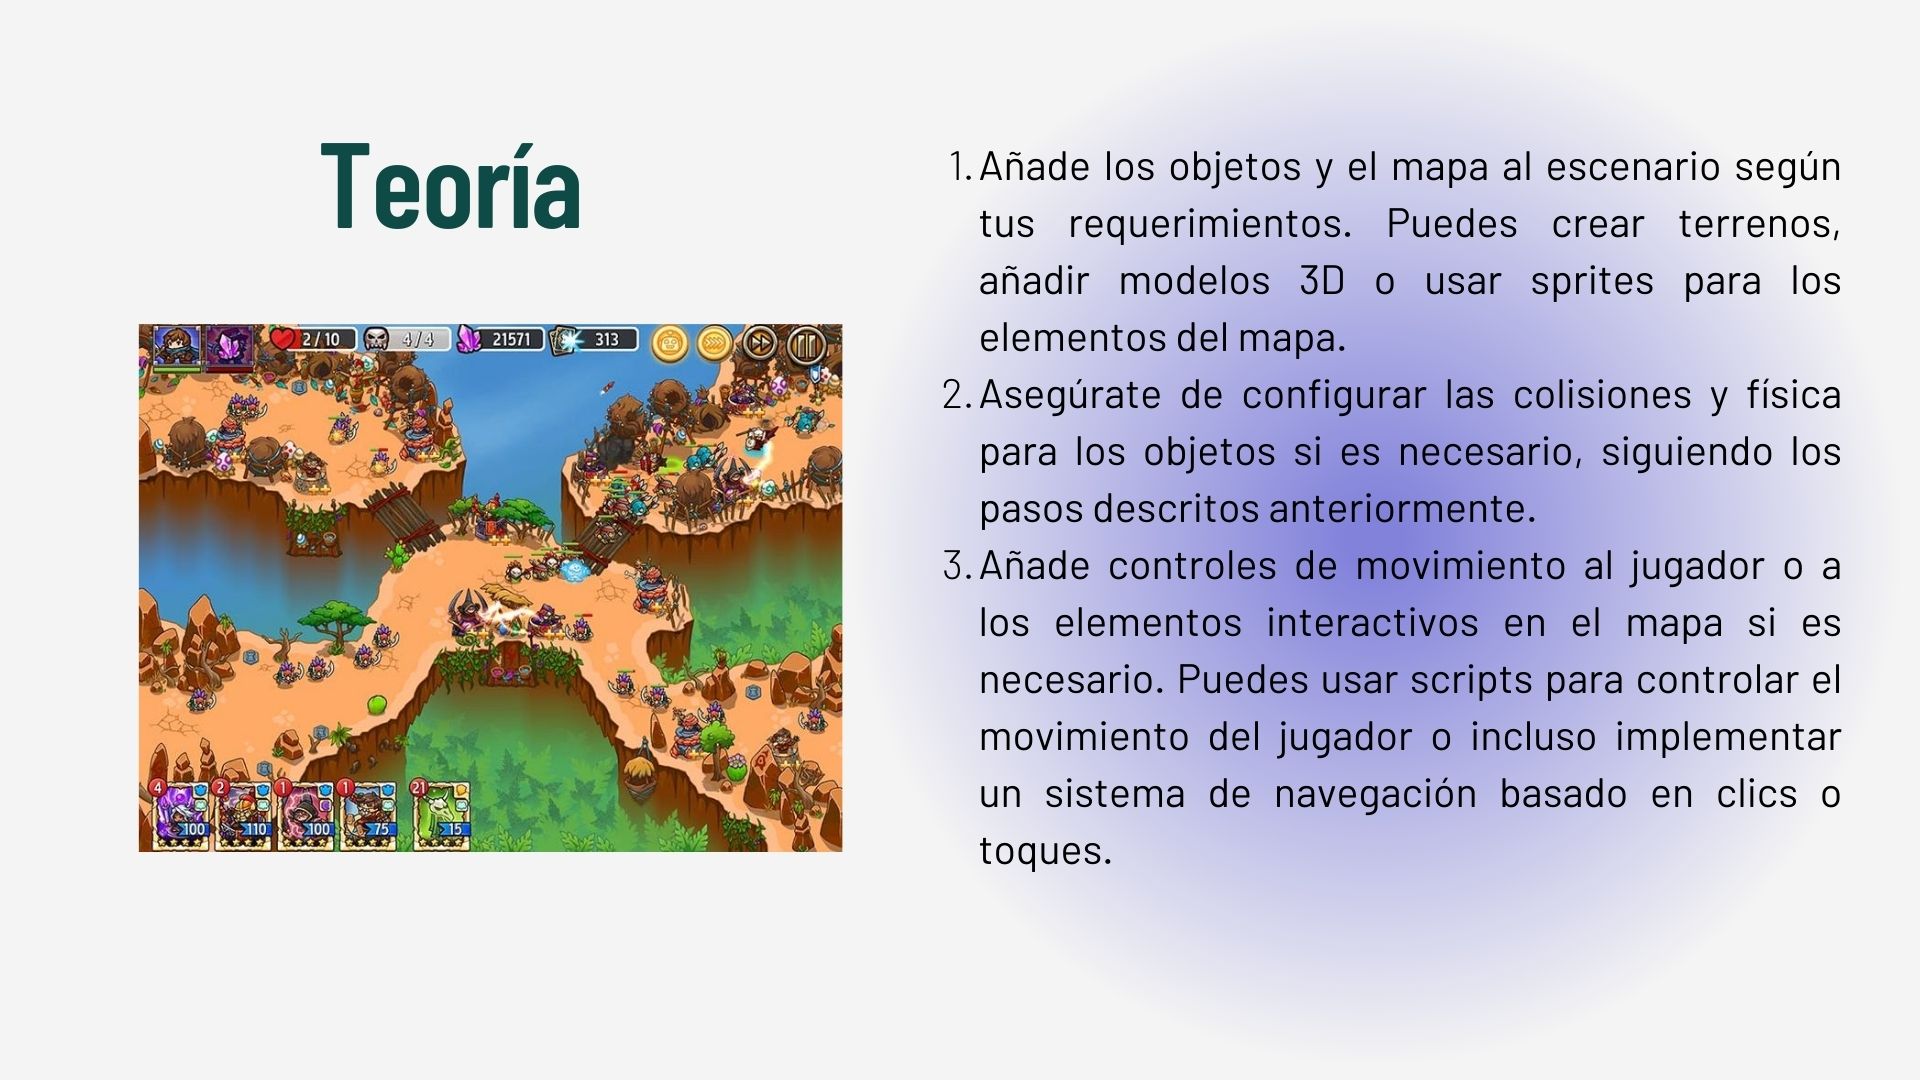 Teoría
2/10
4/4
21571
313
4
2
1
1
21
100
110
100
75
15
1. Añade los objetos y el mapa al escenario según
tus requerimientos. Puedes crear terrenos,
añadir modelos 3D o usar sprites para los
elementos del mapa.
2. Asegúrate de configurar las colisiones y física
para los objetos si es necesario, siguiendo los
pasos descritos anteriormente.
3. Añade controles de movimiento al jugador o a
los elementos interactivos en el mapa si es
necesario. Puedes usar scripts para controlar el
movimiento del jugador o incluso implementar
un sistema de navegación basado en clics o
toques.